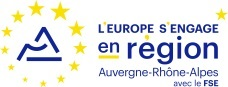 L'EUROPE S'ENGAGE
en région
Auvergne-Rhône-Alpes
avec le FSE